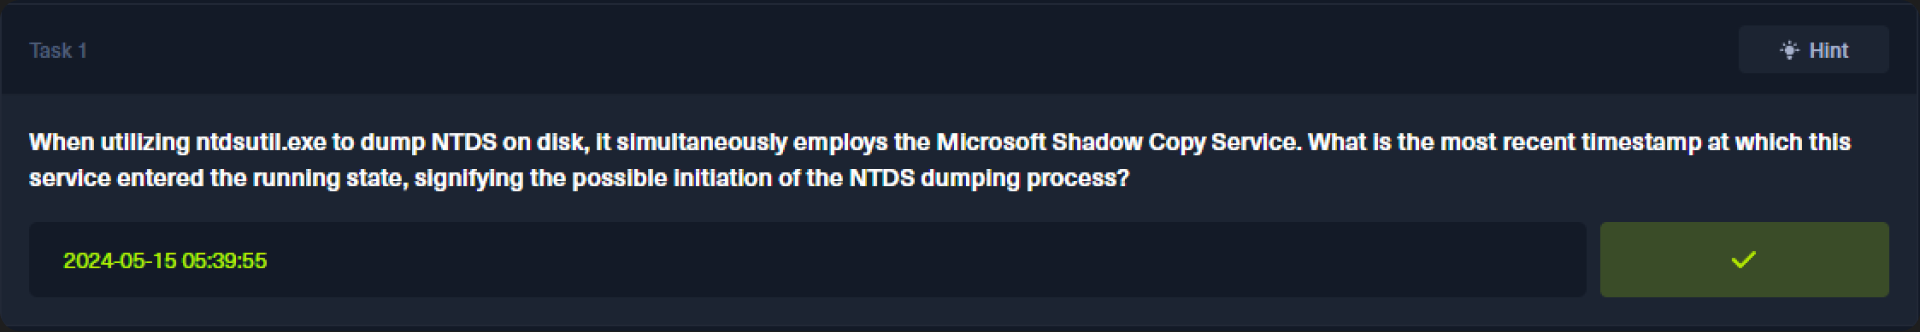 Task 1
Hint
When utilizing ntdsutil.exe to dump NTDS on disk, it simultaneously employs the Microsoft Shadow Copy Service. What is the most recent timestamp at which this
service entered the running state, signifying the possible initiation of the NTDS dumping process?
2024-05-15 05:39:55